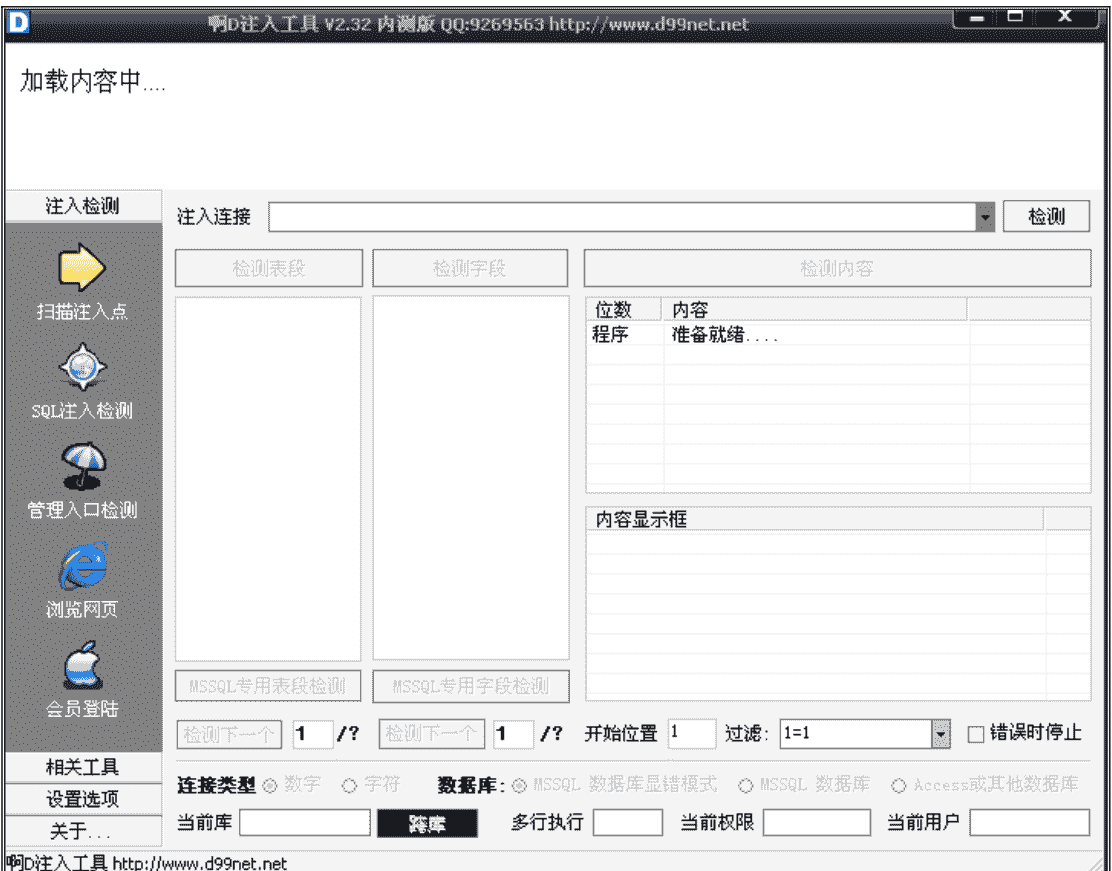 啊D注入工具 V2.32 内测版 QQ:9269563 http://www.d99net.net
加载内容中....
注入检测
扫描注入点
SQL注入检测
管理入口检测
浏览网页
会员登陆
相关工具
设置选项
关于...
注入连接 检测
检测表段 检测字段 检测内容
位数 内容
程序 准备就绪....
内容显示框
MSSQL专用表段检测 MSSQL专用字段检测
检测下一个 1 /? 检测下一个 1 /? 开始位置 1 过滤: 1=1 错误时停止
连接类型 数字 字符 数据库: MSSQL 数据库显错模式 MSSQL 数据库 Access或其他数据库
当前库 跨库 多行执行 当前权限 当前用户
啊D注入工具 http://www.d99net.net